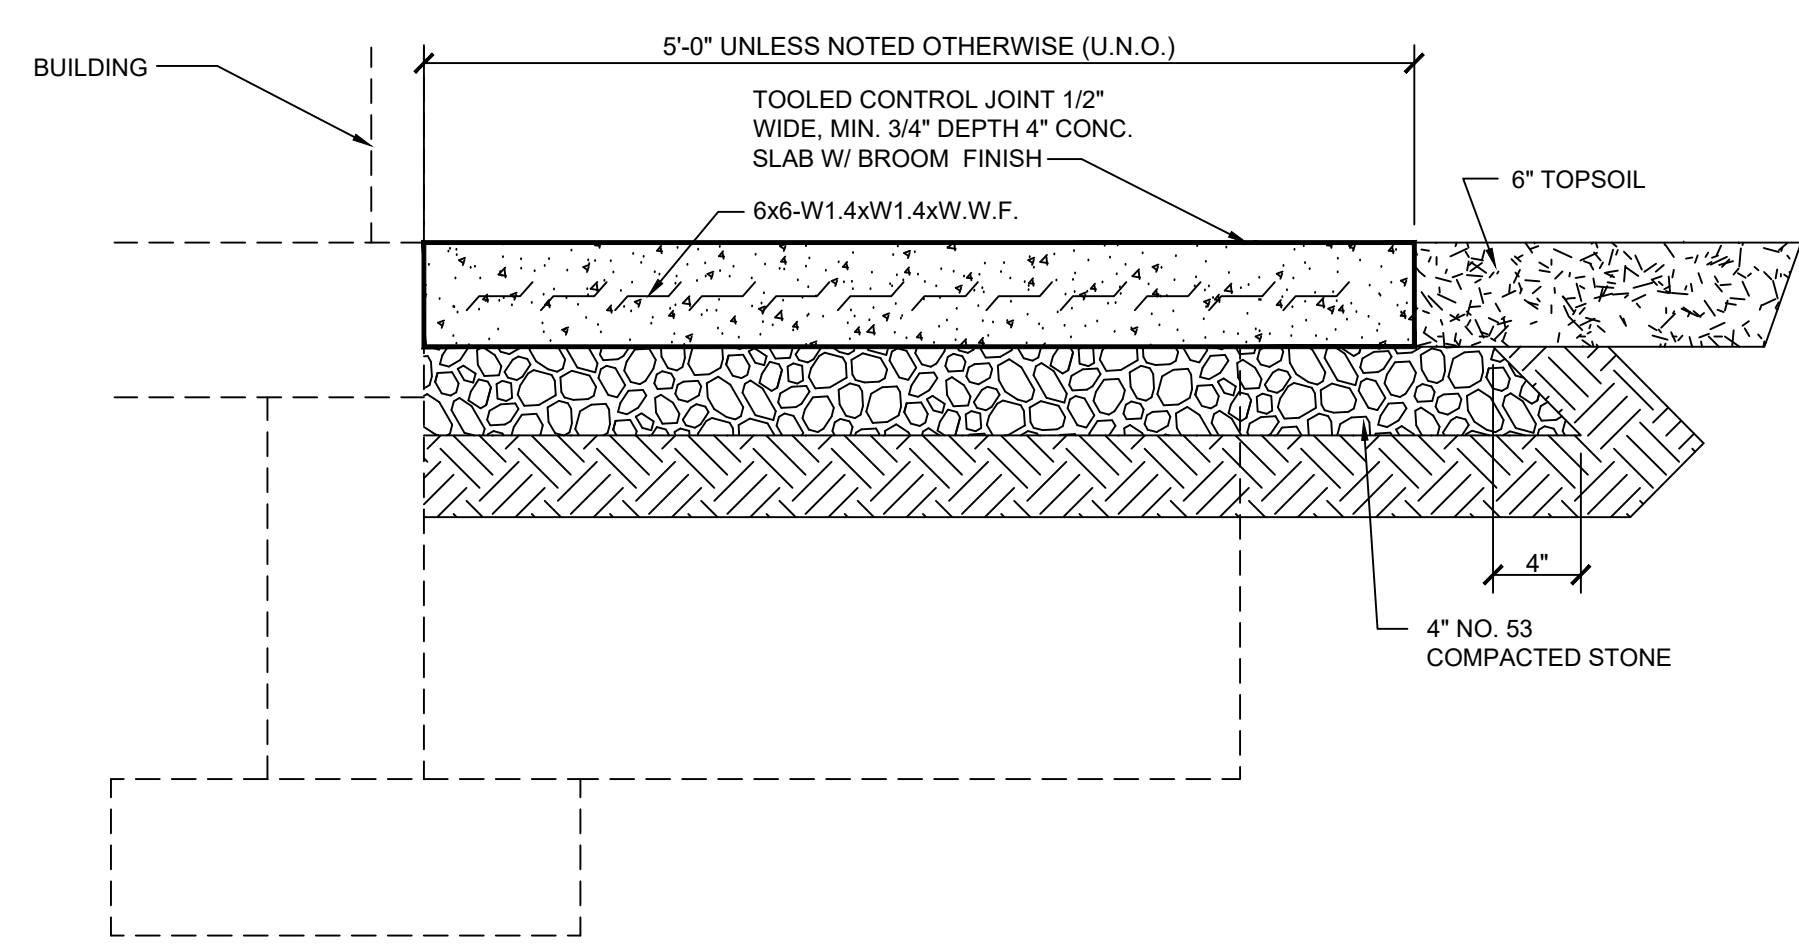 5'-0" UNLESS NOTED OTHERWISE (U.N.O.)
BUILDING
TOOLED CONTROL JOINT 1/2"
WIDE, MIN. 3/4" DEPTH 4" CONC.
SLAB W/ BROOM FINISH
6" TOPSOIL
6x6-W1.4xW1.4xW.W.F.
4"
4" NO. 53
COMPACTED STONE